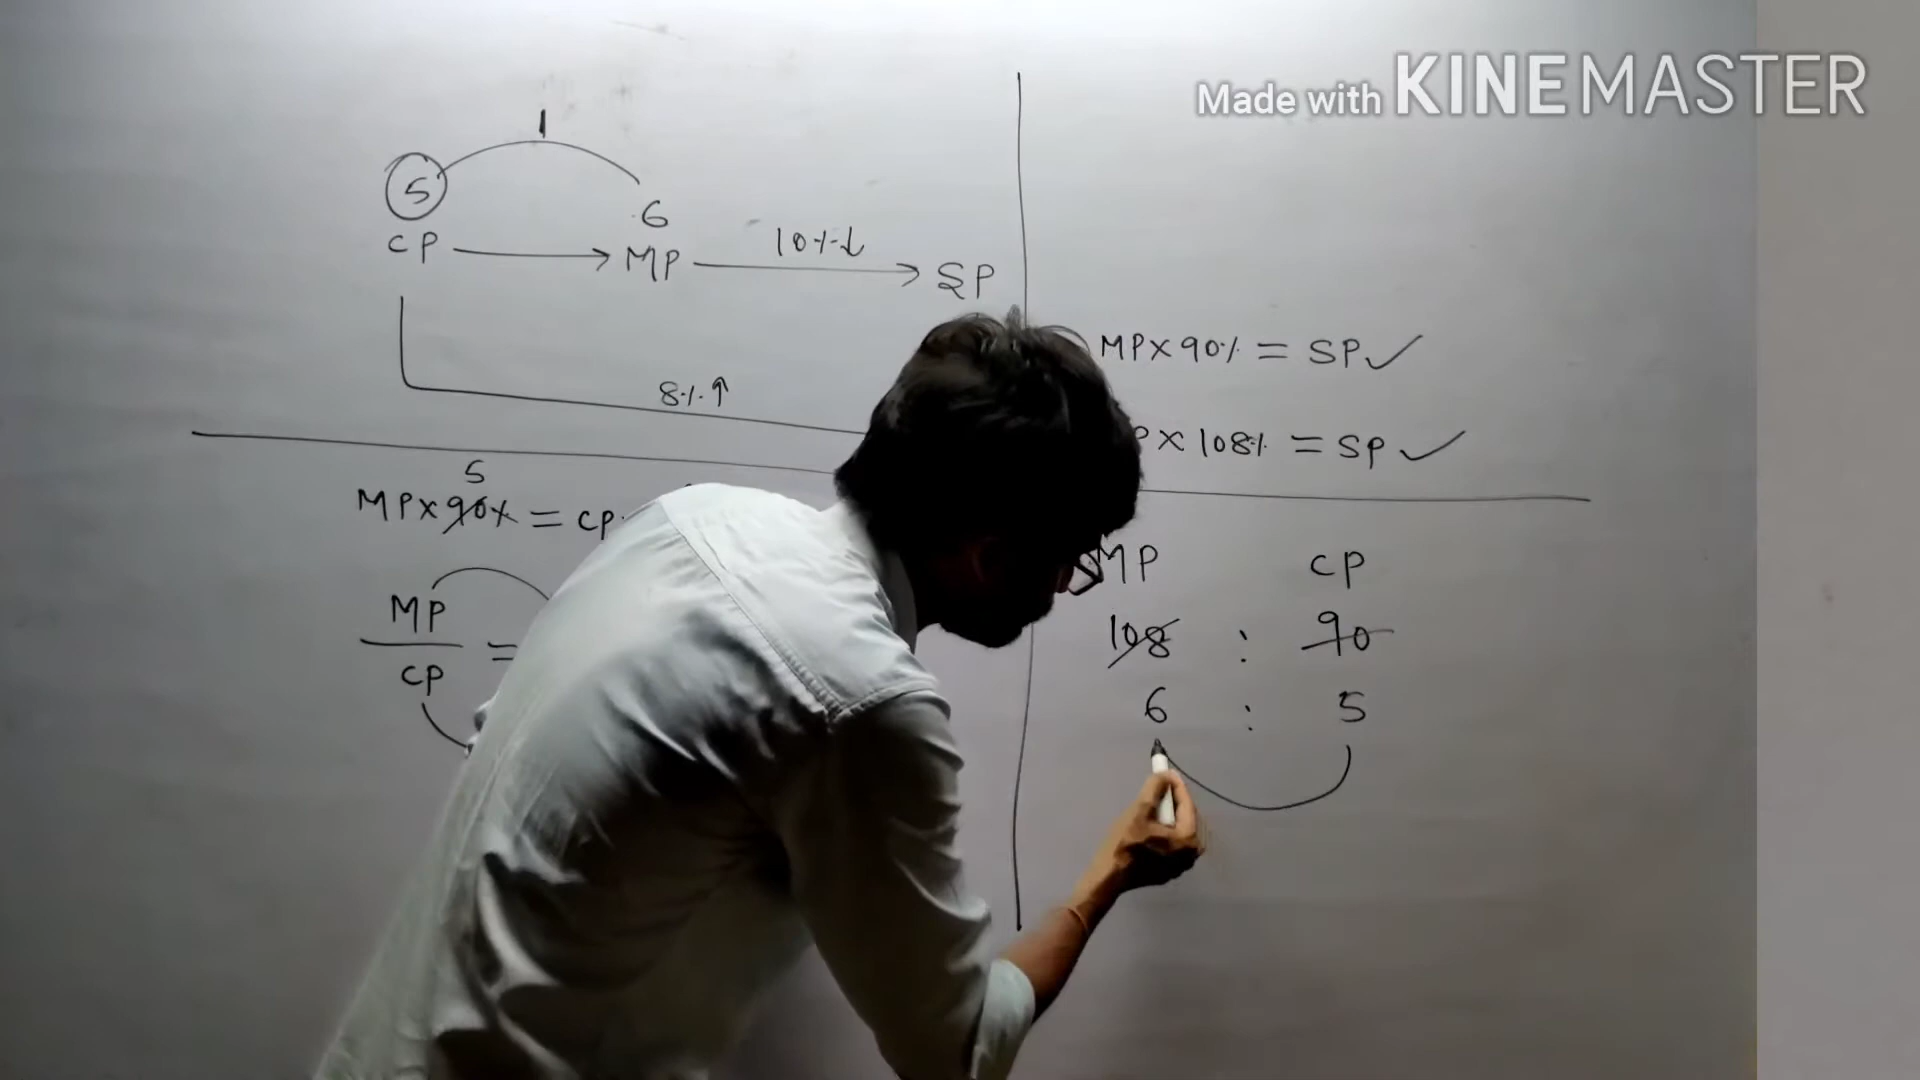 Made with KINEMASTER
1
5
6
CP → MP 10%↓ → SP
8%↑
MP x 90% = SP ✓
x 108% = SP ✓
5
MP x 90% = CP
MP
CP
=
MP CP
108 : 90
6 : 5